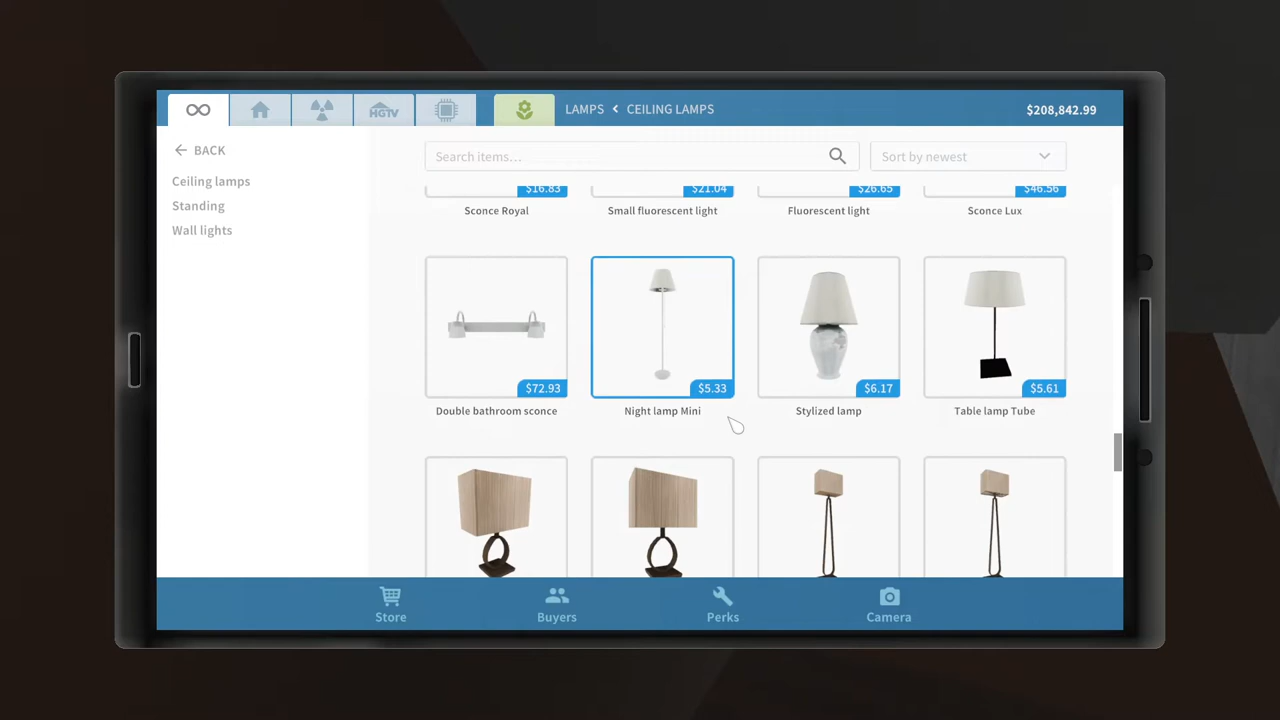 HGTV
LAMPS < CEILING LAMPS
$208,842.99
BACK
Search items...
Sort by newest
Ceiling lamps
Standing
Wall lights
$16.83
$21.04
$26.65
$46.56
Sconce Royal
Small fluorescent light
Fluorescent light
Sconce Lux
$72.93
$5.33
$6.17
$5.61
Double bathroom sconce
Night lamp Mini
Stylized lamp
Table lamp Tube
Store
Buyers
Perks
Camera